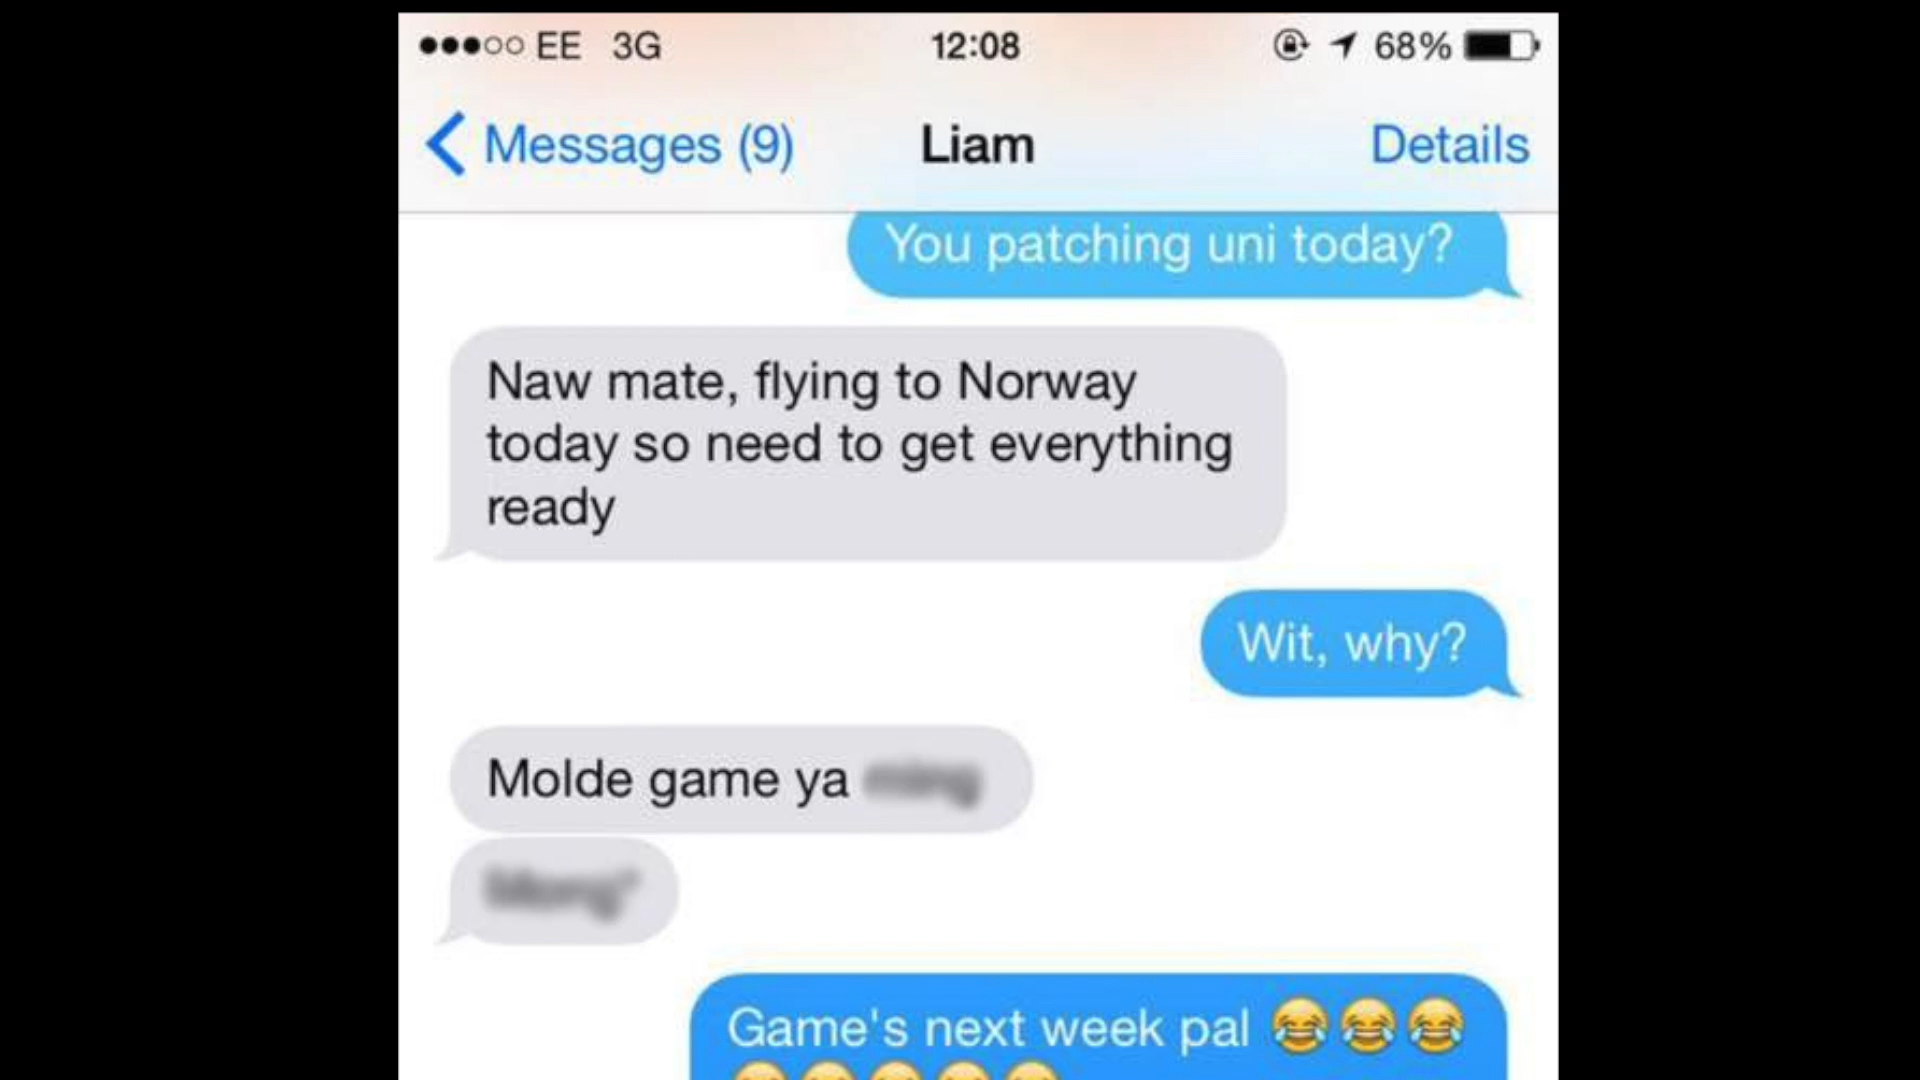 EE 3G 12:08 68%
Messages (9) Liam Details
You patching uni today?
Naw mate, flying to Norway
today so need to get everything
ready
Wit, why?
Molde game ya
Game's next week pal 😂😂😂